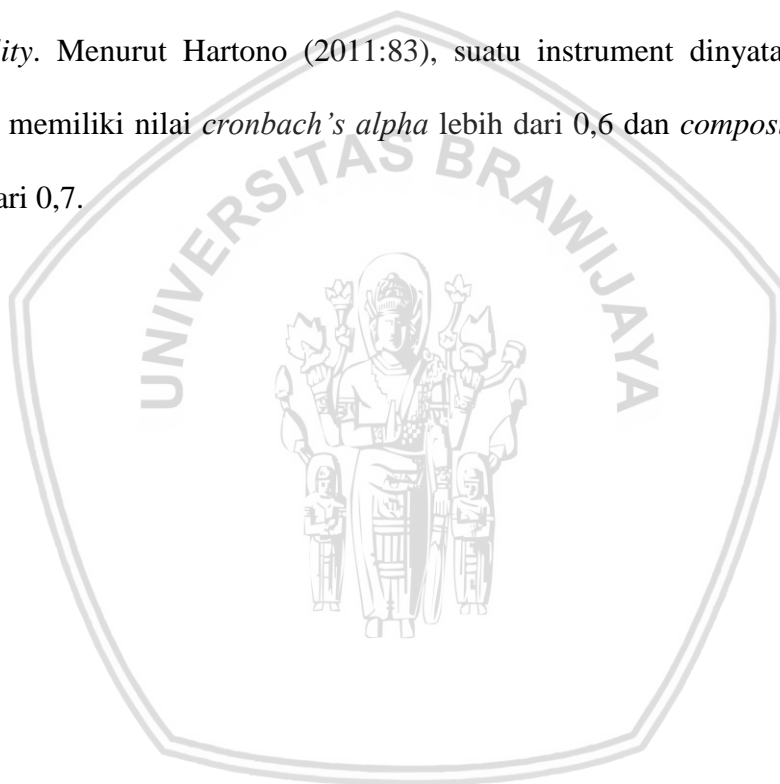 lity. Menurut Hartono (2011:83), suatu instrument dinyata
memiliki nilai cronbach’s alpha lebih dari 0,6 dan compos
ari 0,7.
UNIVERSITAS BRAWIJAYA